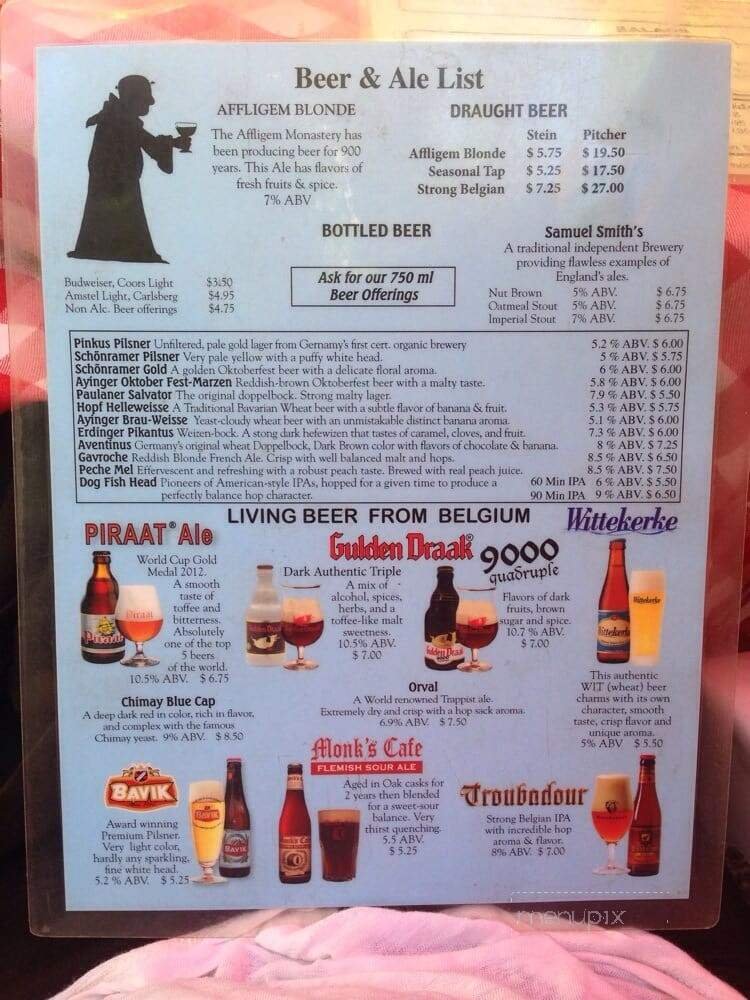 Beer & Ale List
AFFLIGEM BLONDE
The Affligem Monastery has
been producing beer for 900
years. This Ale has flavors of
fresh fruits & spice.
7% ABV
DRAUGHT BEER
Stein Pitcher
Affligem Blonde $ 5.75 $ 19.50
Seasonal Tap $ 5.25 $ 17.50
Strong Belgian $ 7.25 $ 27.00
BOTTLED BEER
Budweiser, Coors Light $3.50
Amstel Light, Carlsberg $4.95
Non Alc. Beer offerings $4.75
Ask for our 750 ml
Beer Offerings
Samuel Smith's
A traditional independent Brewery
providing flawless examples of
England's ales.
Nut Brown 5% ABV. $ 6.75
Oatmeal Stout 5% ABV. $ 6.75
Imperial Stout 7% ABV. $ 6.75
Pinkus Pilsner Unfiltered, pale gold lager from Gernamy's first cert. organic brewery 5.2 % ABV. $ 6.00
Schönramer Pilsner Very pale yellow with a puffy white head. 5 % ABV. $ 5.75
Schönramer Gold A golden Oktoberfest beer with a delicate floral aroma. 6 % ABV. $ 6.00
Ayinger Oktober Fest-Marzen Reddish-brown Oktoberfest beer with a malty taste. 5.8 % ABV. $ 6.00
Paulaner Salvator The original doppelbock. Strong malty lager. 7.9 % ABV. $ 5.50
Hopf Helleweisse A Traditional Bavarian Wheat beer with a subtle flavor of banana & fruit. 5.3 % ABV. $ 5.75
Ayinger Brau-Weisse Yeast-cloudy wheat beer with an unmistakable distinct banana aroma. 5.1 % ABV. $ 6.00
Erdinger Pikantus Weizen-bock. A stong dark hefewizen that tastes of caramel, cloves, and fruit. 7.3 % ABV. $ 6.00
Aventinus Germany's original wheat Doppelbock, Dark Brown color with flavors of chocolate & banana. 8 % ABV. $ 7.25
Gavroche Reddish Blonde French Ale. Crisp with well balanced malt and hops. 8.5 % ABV. $ 6.50
Peche Mel Effervescent and refreshing with a robust peach taste. Brewed with real peach juice. 8.5 % ABV. $ 7.50
Dog Fish Head Pioneers of American-style IPAs, hopped for a given time to produce a 60 Min IPA 6 % ABV. $ 5.50
perfectly balance hop character. 90 Min IPA 9 % ABV. $ 6.50
LIVING BEER FROM BELGIUM
PIRAAT® Ale
World Cup Gold
Medal 2012.
A smooth
taste of
toffee and
bitterness.
Absolutely
one of the top
5 beers
of the world.
10.5% ABV. $ 6.75
Piraat
Piraat
Gulden Draak®
Dark Authentic Triple
A mix of
alcohol, spices,
herbs, and a
toffee-like malt
sweetness.
10.5% ABV.
$ 7.00
9000
quadruple
Flavors of dark
fruits, brown
sugar and spice.
10.7 % ABV.
$ 7.00
Wittekerke
Wittekerke
This authentic
WIT (wheat) beer
charms with its own
character, smooth
taste, crisp flavor and
unique aroma.
5% ABV $ 5.50
Chimay Blue Cap
A deep dark red in color, rich in flavor,
and complex with the famous
Chimay yeast. 9% ABV. $ 8.50
Orval
A World renowned Trappist ale.
Extremely dry and crisp with a hop sack aroma.
6.9% ABV. $ 7.50
BAVIK
Award winning
Premium Pilsner.
Very light color,
hardly any sparkling,
fine white head.
5.2 % ABV. $ 5.25
BAVIK
BAVIK
Monk's Cafe
FLEMISH SOUR ALE
Aged in Oak casks for
2 years then blended
for a sweet-sour
balance. Very
thirst quenching.
5.5 ABV.
$ 5.25
Troubadour
Strong Belgian IPA
with incredible hop
aroma & flavor.
8% ABV. $ 7.00
menupix